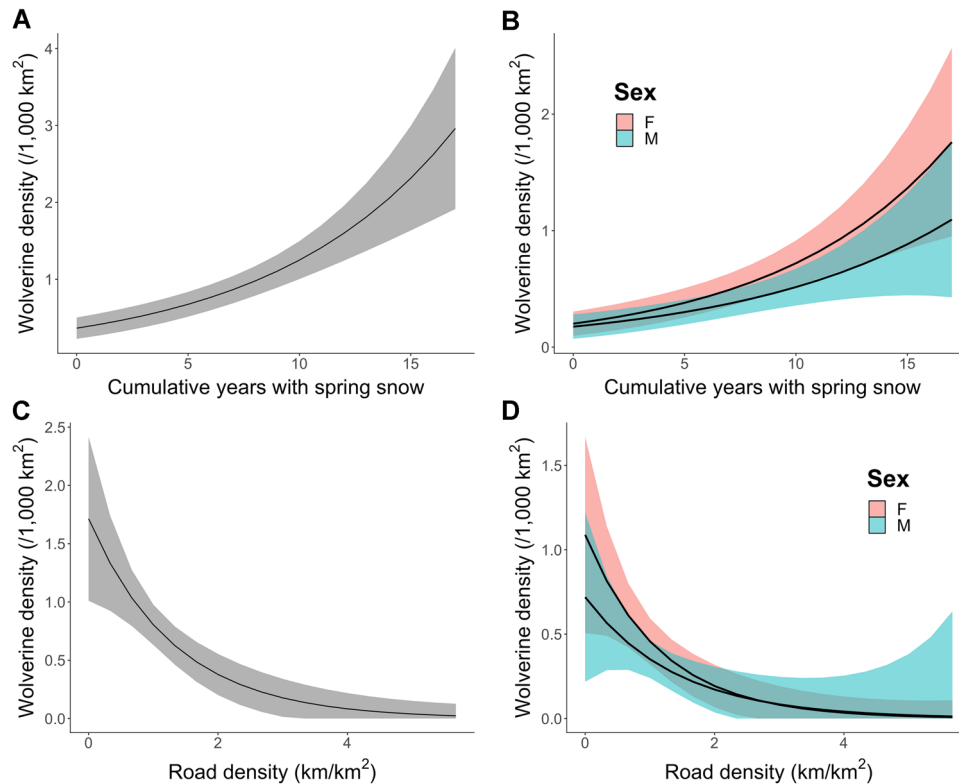 A
Wolverine density (/1,000 km²)
4
3
2
1
0
5
10
15
Cumulative years with spring snow
B
Wolverine density (/1,000 km²)
2
1
0
Sex
F
M
0
5
10
15
Cumulative years with spring snow
C
Wolverine density (/1,000 km²)
2.5
2.0
1.5
1.0
0.5
0.0
0
2
4
Road density (km/km²)
D
Wolverine density (/1,000 km²)
1.5
1.0
0.5
0.0
Sex
F
M
0
2
4
Road density (km/km²)